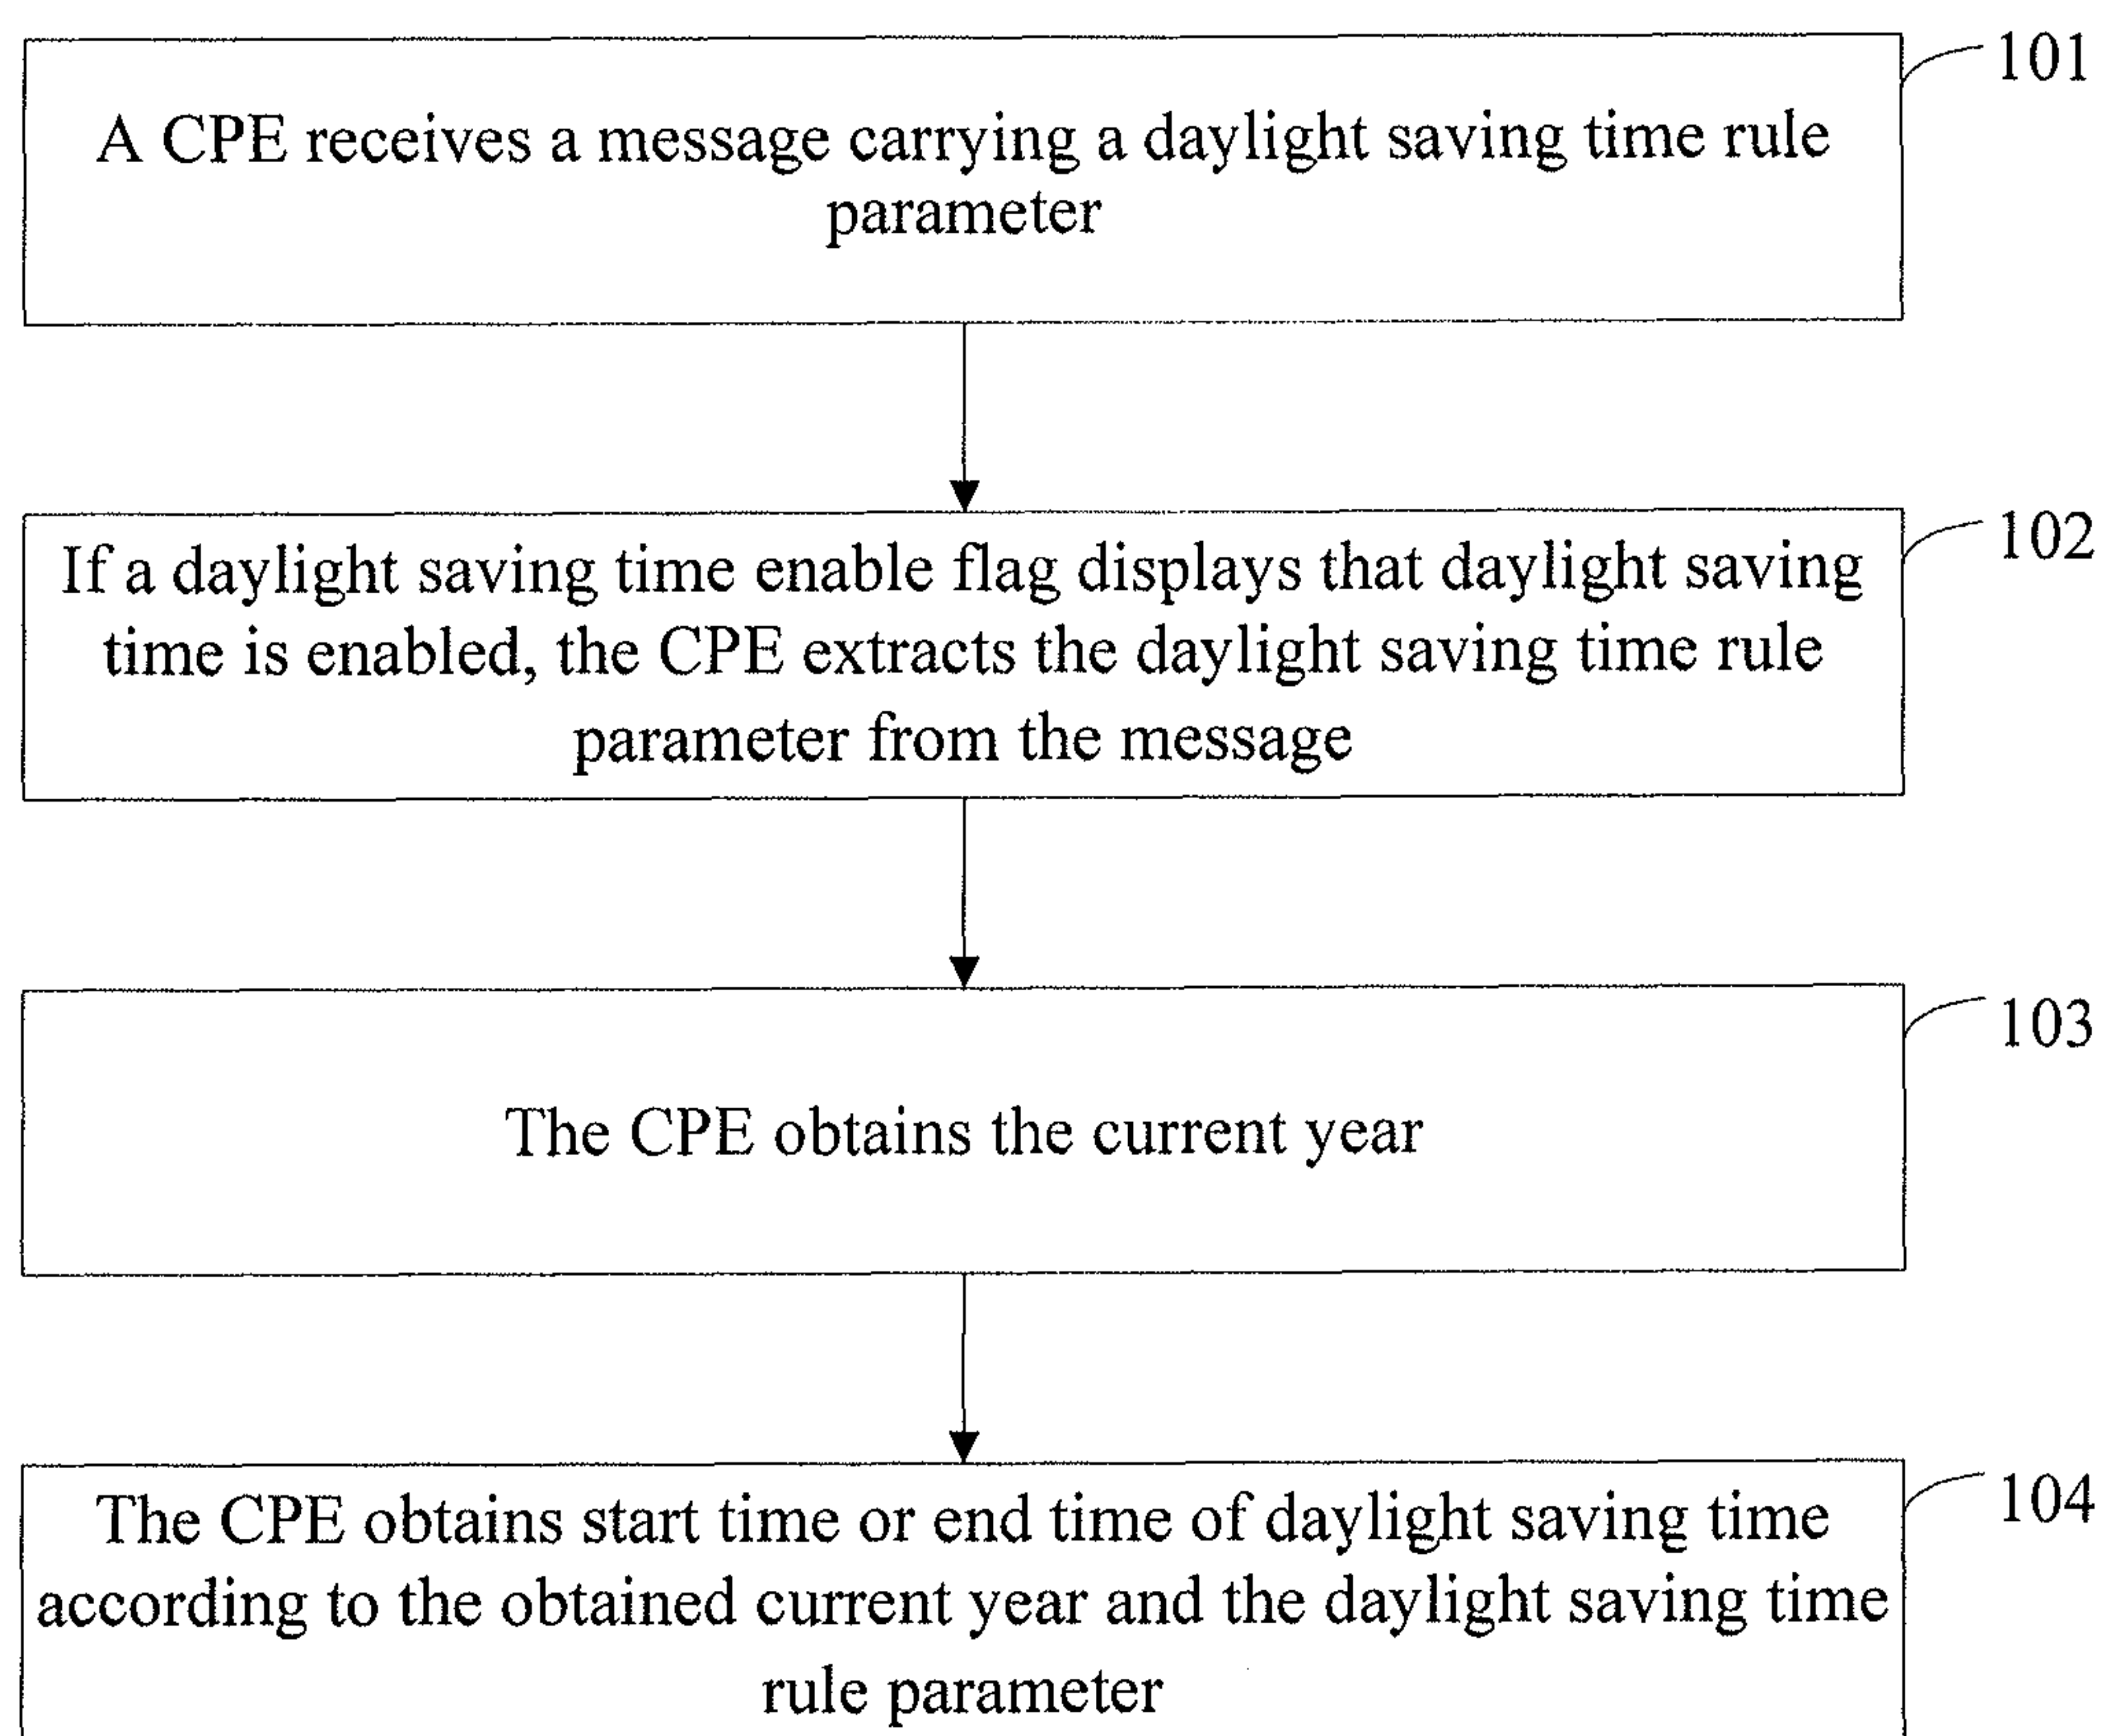 101
A CPE receives a message carrying a daylight saving time rule
parameter
102
If a daylight saving time enable flag displays that daylight saving
time is enabled, the CPE extracts the daylight saving time rule
parameter from the message
103
The CPE obtains the current year
104
The CPE obtains start time or end time of daylight saving time
according to the obtained current year and the daylight saving time
rule parameter